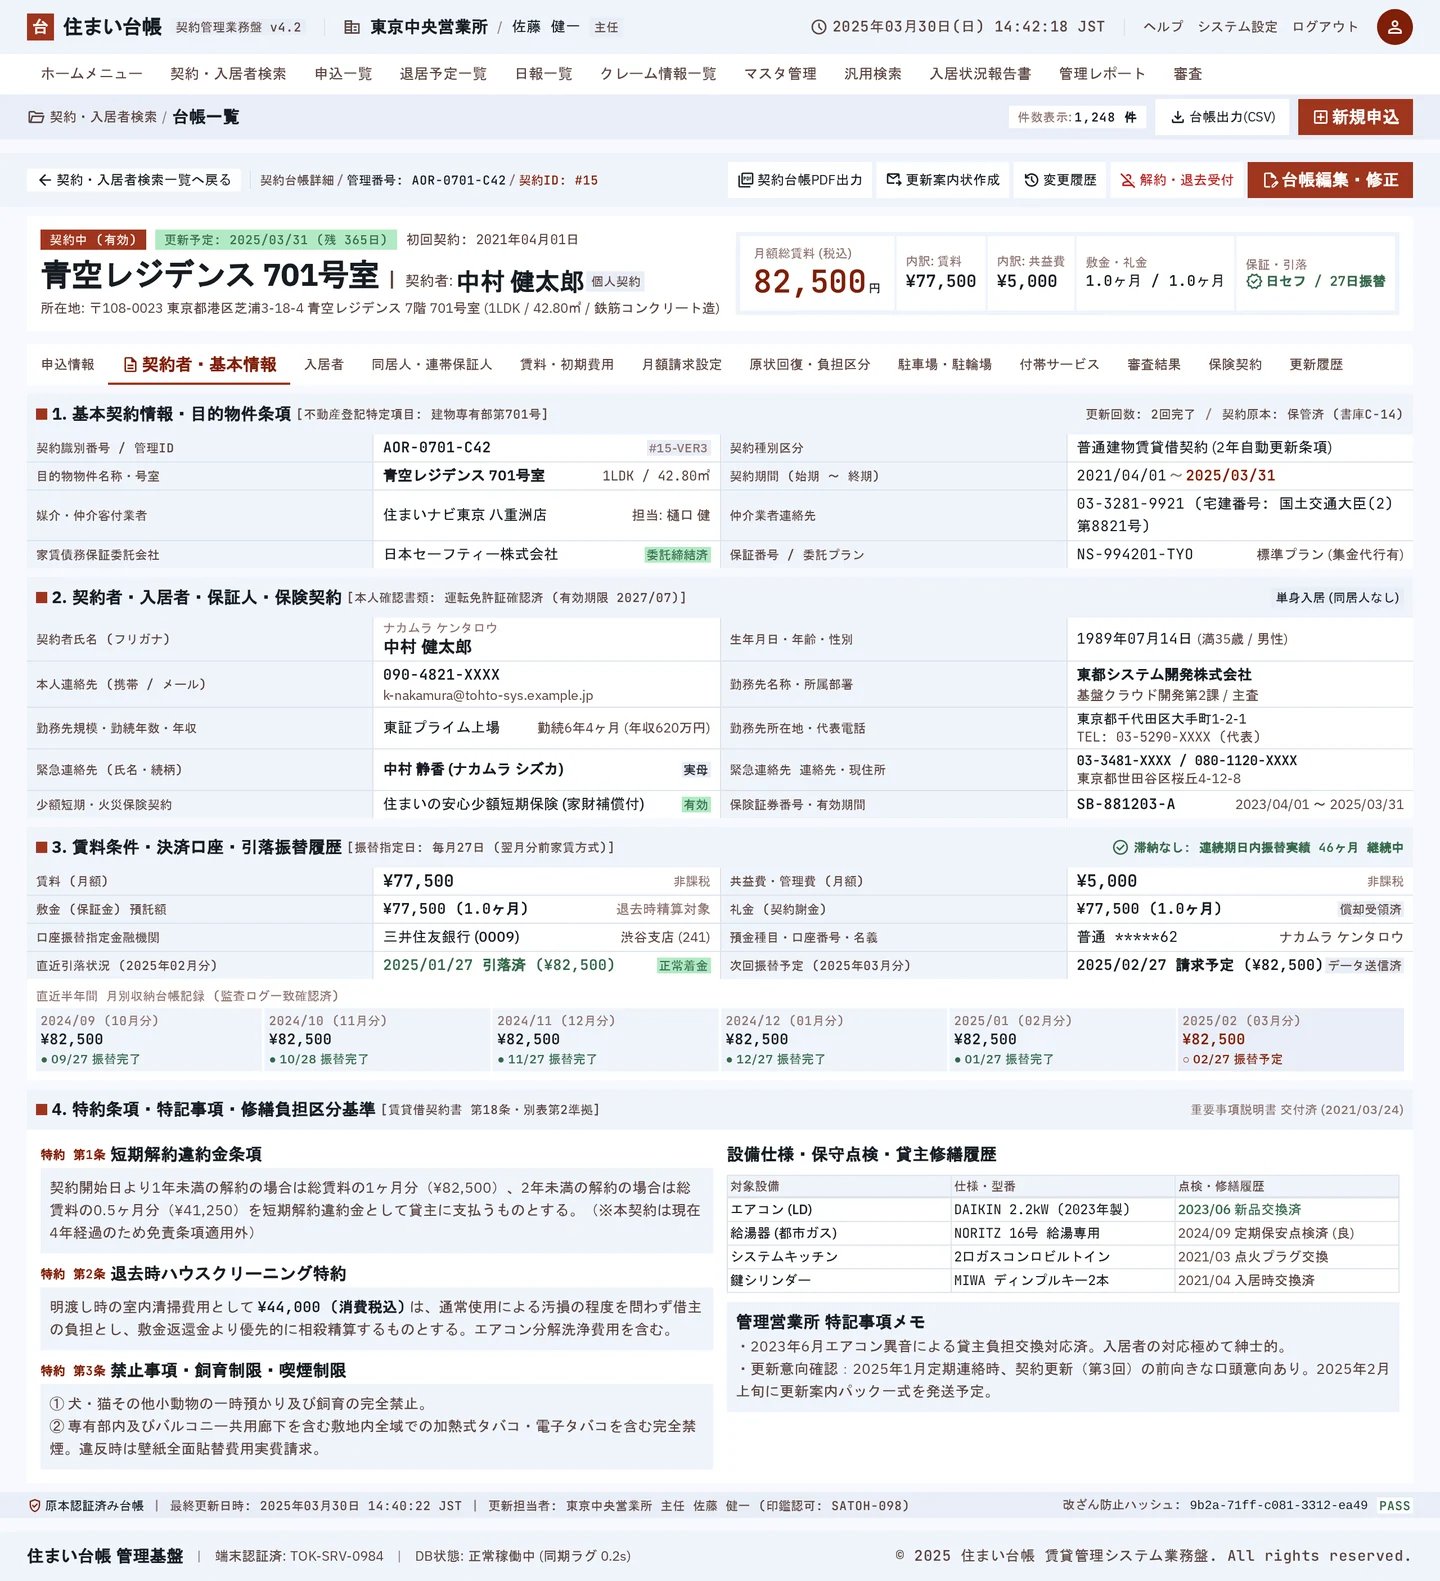 台 住まい台帳 契約管理業務盤 v4.2 東京中央営業所 / 佐藤 健一 主任 2025年03月30日(日) 14:42:18 JST ヘルプ システム設定 ログアウト
ホームメニュー 契約・入居者検索 申込一覧 退居予定一覧 日報一覧 クレーム情報一覧 マスタ管理 汎用検索 入居状況報告書 管理レポート 審査
契約・入居者検索 / 台帳一覧 件数表示: 1,248 件 台帳出力(CSV) 新規申込
← 契約・入居者検索一覧へ戻る 契約台帳詳細 / 管理番号: AOR-0701-C42 / 契約ID: #15 契約台帳PDF出力 更新案内状作成 変更履歴 解約・退去受付 台帳編集・修正
契約中 (有効) 更新予定: 2025/03/31 (残 365日) 初回契約: 2021年04月01日
青空レジデンス 701号室 | 契約者: 中村 健太郎 個人契約
所在地: 〒108-0023 東京都港区芝浦3-18-4 青空レジデンス 7階 701号室 (1LDK / 42.80㎡ / 鉄筋コンクリート造)
月額総賃料 (税込)
82,500円
内訳: 賃料
¥77,500
内訳: 共益費
¥5,000
敷金・礼金
1.0ヶ月 / 1.0ヶ月
保証・引落
日セフ / 27日振替
申込情報 契約者・基本情報 入居者 同居人・連帯保証人 賃料・初期費用 月額請求設定 原状回復・負担区分 駐車場・駐輪場 付帯サービス 審査結果 保険契約 更新履歴
1. 基本契約情報・目的物件条項 [不動産登記特定項目: 建物専有部第701号] 更新回数: 2回完了 / 契約原本: 保管済 (書庫C-14)
契約識別番号 / 管理ID AOR-0701-C42 #15-VER3 契約種別区分 普通建物賃貸借契約 (2年自動更新条項)
目的物物件名称・号室 青空レジデンス 701号室 1LDK / 42.80㎡ 契約期間 (始期 〜 終期) 2021/04/01 〜 2025/03/31
媒介・仲介客付業者 住まいナビ東京 八重洲店 担当: 樋口 健 仲介業者連絡先 03-3281-9921 (宅建番号: 国土交通大臣(2)
第8821号)
家賃債務保証委託会社 日本セーフティー株式会社 委託締結済 保証番号 / 委託プラン NS-994201-TYO 標準プラン (集金代行有)
2. 契約者・入居者・保証人・保険契約 [本人確認書類: 運転免許証確認済 (有効期限 2027/07)] 単身入居 (同居人なし)
契約者氏名 (フリガナ) ナカムラ ケンタロウ
中村 健太郎
生年月日・年齢・性別 1989年07月14日 (満35歳 / 男性)
本人連絡先 (携帯 / メール) 090-4821-XXXX
k-nakamura@tohto-sys.example.jp
勤務先名称・所属部署 東都システム開発株式会社
基盤クラウド開発第2課 / 主査
勤務先規模・勤続年数・年収 東証プライム上場 勤続6年4ヶ月 (年収620万円) 勤務先所在地・代表電話 東京都千代田区大手町1-2-1
TEL: 03-5290-XXXX (代表)
緊急連絡先 (氏名・続柄) 中村 静香 (ナカムラ シズカ) 実母 緊急連絡先 連絡先・現住所 03-3481-XXXX / 080-1120-XXXX
東京都世田谷区桜丘4-12-8
少額短期・火災保険契約 住まいの安心少額短期保険 (家財補償付) 有効 保険証券番号・有効期間 SB-881203-A 2023/04/01 〜 2025/03/31
3. 賃料条件・決済口座・引落振替履歴 [振替指定日: 毎月27日 (翌月分前家賃方式)] 滞納なし: 連続期日内振替実績 46ヶ月 継続中
賃料 (月額) ¥77,500 非課税 共益費・管理費 (月額) ¥5,000 非課税
敷金 (保証金) 預託額 ¥77,500 (1.0ヶ月) 退去時精算対象 礼金 (契約謝金) ¥77,500 (1.0ヶ月) 償却受領済
口座振替指定金融機関 三井住友銀行 (0009) 渋谷支店 (241) 預金種目・口座番号・名義 普通 *****62 ナカムラ ケンタロウ
直近引落状況 (2025年02月分) 2025/01/27 引落済 (¥82,500) 正常着金 次回振替予定 (2025年03月分) 2025/02/27 請求予定 (¥82,500) データ送信済
直近半年間 月別収納台帳記録 (監査ログ一致確認済)
2024/09 (10月分) 2024/10 (11月分) 2024/11 (12月分) 2024/12 (01月分) 2025/01 (02月分) 2025/02 (03月分)
¥82,500 ¥82,500 ¥82,500 ¥82,500 ¥82,500 ¥82,500
● 09/27 振替完了 ● 10/28 振替完了 ● 11/27 振替完了 ● 12/27 振替完了 ● 01/27 振替完了 ○ 02/27 振替予定
4. 特約条項・特記事項・修繕負担区分基準 [賃貸借契約書 第18条・別表第2準拠] 重要事項説明書 交付済 (2021/03/24)
特約 第1条 短期解約違約金条項
契約開始日より1年未満の解約の場合は総賃料の1ヶ月分 (¥82,500) 、2年未満の解約の場合は総
賃料の0.5ヶ月分 (¥41,250) を短期解約違約金として貸主に支払うものとする。 (※本契約は現在
4年経過のため免責条項適用外)
特約 第2条 退去時ハウスクリーニング特約
明渡し時の室内清掃費用として ¥44,000 (消費税込) は、通常使用による汚損の程度を問わず借主
の負担とし、敷金返還金より優先的に相殺精算するものとする。エアコン分解洗浄費用を含む。
特約 第3条 禁止事項・飼育制限・喫煙制限
① 犬・猫その他小動物の一時預かり及び飼育の完全禁止。
② 専有部内及びバルコニー共用廊下を含む敷地内全域での加熱式タバコ・電子タバコを含む完全禁
煙。違反時は壁紙全面貼替費用実費請求。
設備仕様・保守点検・貸主修繕履歴
対象設備 仕様・型番 点検・修繕履歴
エアコン (LD) DAIKIN 2.2kW (2023年製) 2023/06 新品交換済
給湯器 (都市ガス) NORITZ 16号 給湯専用 2024/09 定期保安点検済 (良)
システムキッチン 2口ガスコンロビルトイン 2021/03 点火プラグ交換
鍵シリンダー MIWA ディンプルキー2本 2021/04 入居時交換済
管理営業所 特記事項メモ
・2023年6月エアコン異音による貸主負担交換対応済。入居者の対応極めて紳士的。
・更新意向確認：2025年1月定期連絡時、契約更新（第3回）の前向きな口頭意向あり。2025年2月
上旬に更新案内パック一式を発送予定。
原本認証済み台帳 | 最終更新日時: 2025年03月30日 14:40:22 JST | 更新担当者: 東京中央営業所 主任 佐藤 健一 (印鑑認可: SATOH-098) 改ざん防止ハッシュ: 9b2a-71ff-c081-3312-ea49 PASS
住まい台帳 管理基盤 | 端末認証済: TOK-SRV-0984 | DB状態: 正常稼働中 (同期ラグ 0.2s) © 2025 住まい台帳 賃貸管理システム業務盤. All rights reserved.